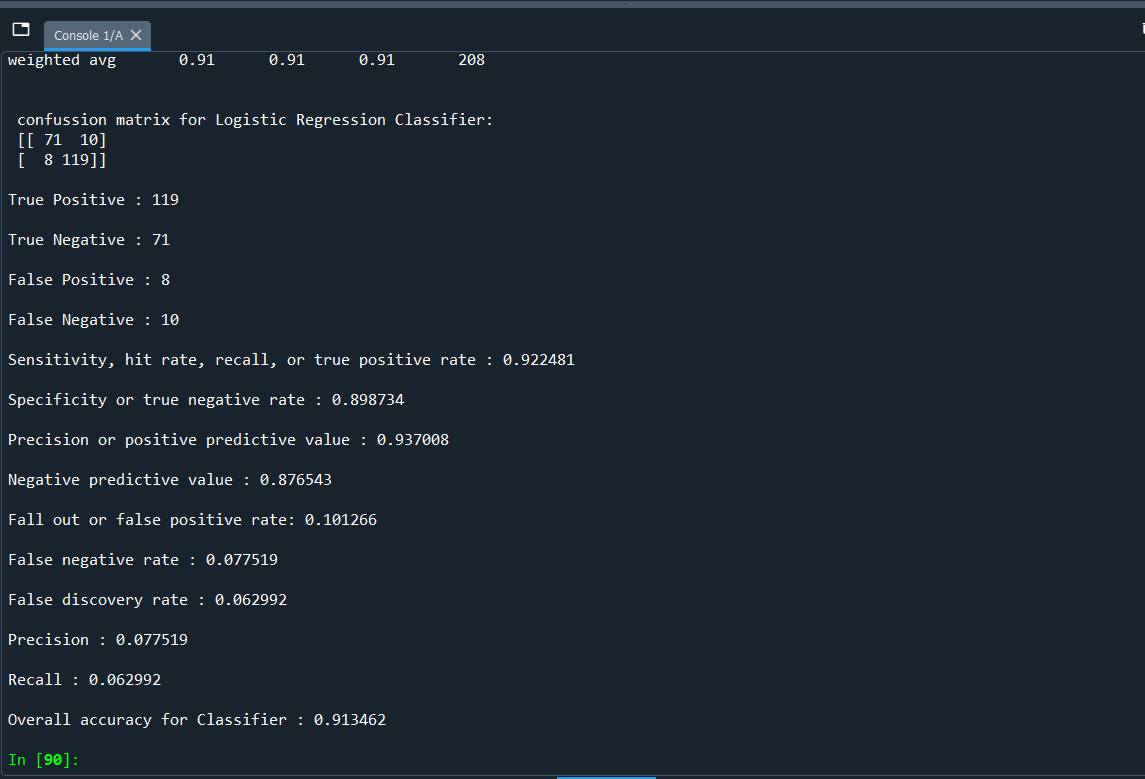 Console 1/A
weighted avg 0.91 0.91 0.91 208
confussion matrix for Logistic Regression Classifier:
[[ 71 10]
[ 8 119]]
True Positive : 119
True Negative : 71
False Positive : 8
False Negative : 10
Sensitivity, hit rate, recall, or true positive rate : 0.922481
Specificity or true negative rate : 0.898734
Precision or positive predictive value : 0.937008
Negative predictive value : 0.876543
Fall out or false positive rate: 0.101266
False negative rate : 0.077519
False discovery rate : 0.062992
Precision : 0.077519
Recall : 0.062992
Overall accuracy for Classifier : 0.913462
In [90]: